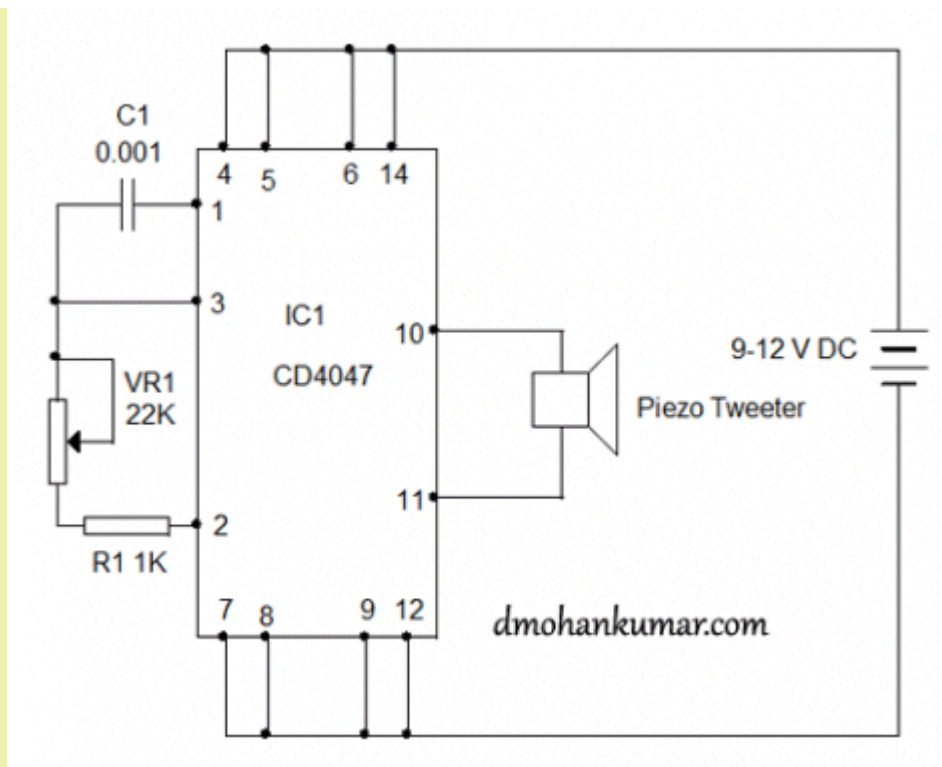 C1
0.001
4 5 6 14
1
3
IC1
CD4047
10
9-12 V DC
VR1
22K
Piezo Tweeter
11
2
R1 1K
7 8 9 12
dmohankumar.com